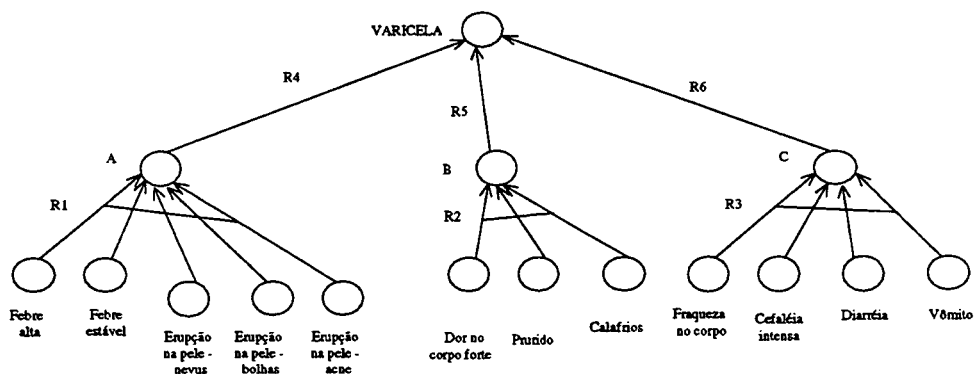 VARICELA
R4
R5
R6
A
B
C
R1
R2
R3
Febre
alta
Febre
estável
Erupção
na pele -
nevus
Erupção
na pele -
bolhas
Erupção
na pele -
acne
Dor no
corpo forte
Prurido
Calafrios
Fraqueza
no corpo
Cefaléia
intensa
Diarréia
Vômito